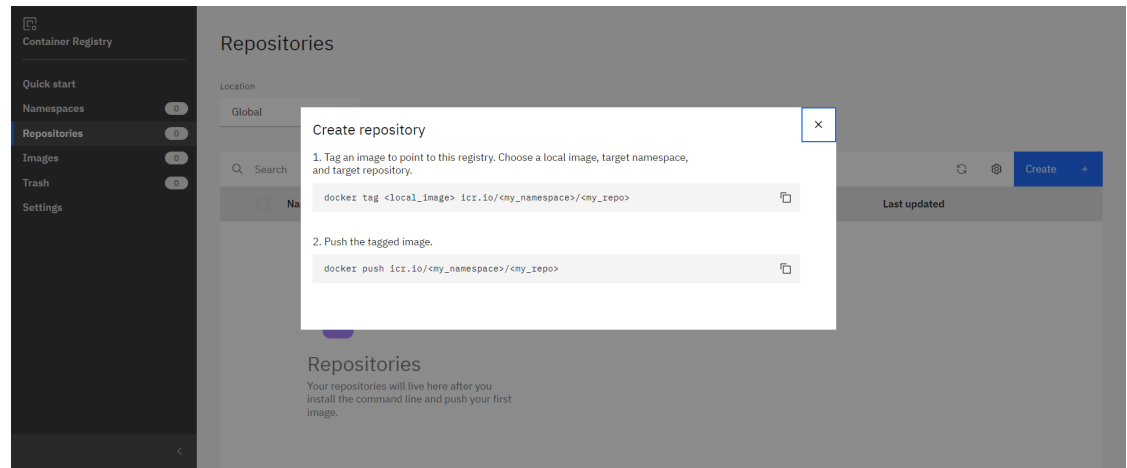 Container Registry
Quick start
Namespaces 0
Repositories 0
Images 0
Trash 0
Settings
Repositories
Location
Global
Search
Create +
Na
Last updated
Create repository
1. Tag an image to point to this registry. Choose a local image, target namespace,
and target repository.
docker tag <local_image> icr.io/<my_namespace>/<my_repo>
2. Push the tagged image.
docker push icr.io/<my_namespace>/<my_repo>
Repositories
Your repositories will live here after you
install the command line and push your first
image.